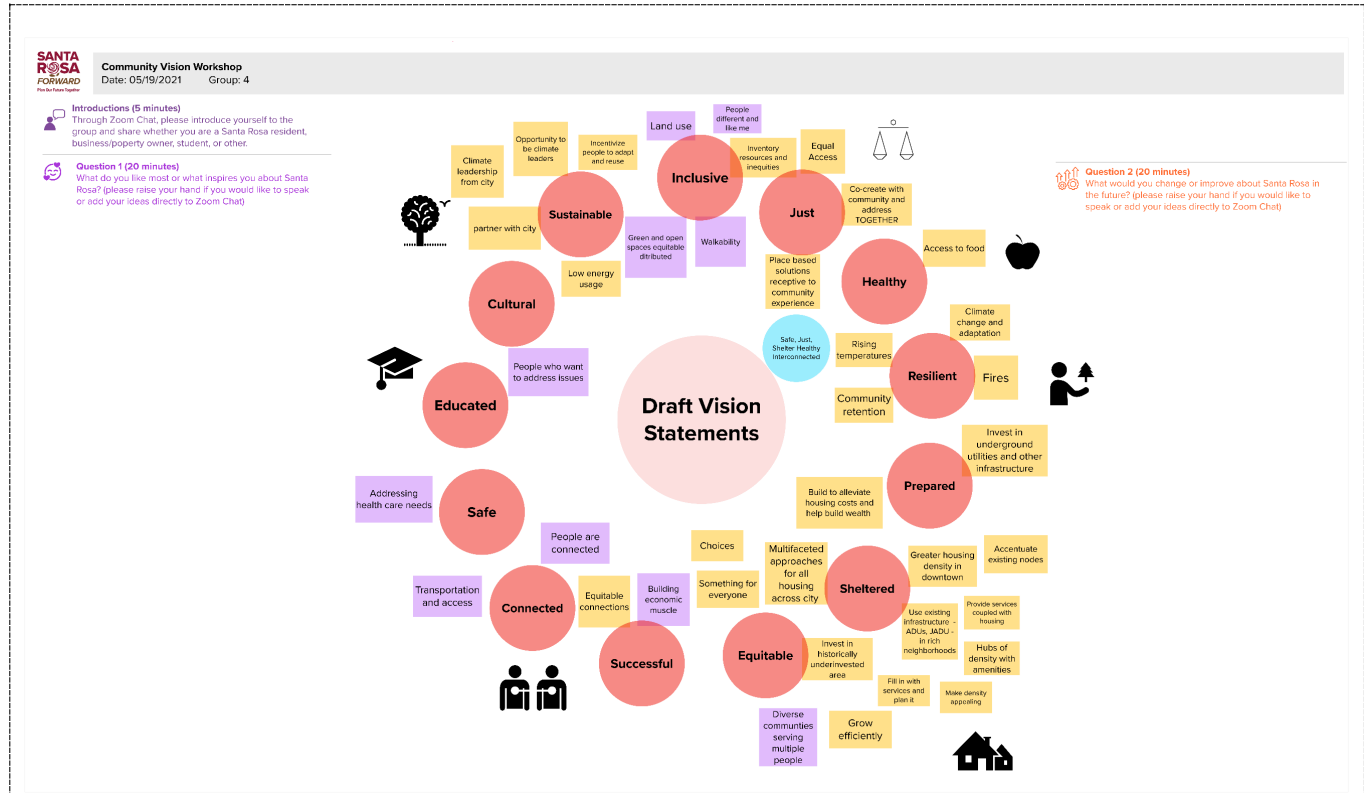 SANTA
ROSA
FORWARD
Plan Our Future Together
Community Vision Workshop
Date: 05/19/2021 Group: 4
Introductions (5 minutes)
Through Zoom Chat, please introduce yourself to the
group and share whether you are a Santa Rosa resident,
business/poperty owner, student, or other.
Question 1 (20 minutes)
What do you like most or what inspires you about Santa
Rosa? (please raise your hand if you would like to speak
or add your ideas directly to Zoom Chat)
Question 2 (20 minutes)
What would you change or improve about Santa Rosa in
the future? (please raise your hand if you would like to
speak or add your ideas directly to Zoom Chat)
Land use
People
different and
like me
Inclusive
Inventory
resources and
inequities
Equal
Access
Opportunity to
be climate
leaders
Incentivize
people to adapt
and reuse
Climate
leadership
from city
Sustainable
partner with city
Green and open
spaces equitable
ditributed
Walkability
Low energy
usage
Just
Co-create with
community and
address
TOGETHER
Place based
solutions
receptive to
community
experience
Healthy
Access to food
Cultural
Safe, Just,
Shelter Healthy
Interconnected
Climate
change and
adaptation
Rising
temperatures
Resilient
Fires
Community
retention
People who want
to address issues
Educated
Draft Vision
Statements
Invest in
underground
utilities and other
infrastructure
Prepared
Build to alleviate
housing costs and
help build wealth
Addressing
health care needs
Safe
People are
connected
Transportation
and access
Connected
Equitable
connections
Building
economic
muscle
Successful
Choices
Something for
everyone
Multifaceted
approaches
for all
housing
across city
Sheltered
Greater housing
density in
downtown
Accentuate
existing nodes
Use existing
infrastructure -
ADUs, JADU -
in rich
neighborhoods
Provide services
coupled with
housing
Hubs of
density with
amenities
Equitable
Invest in
historically
underinvested
area
Fill in with
services and
plan it
Make density
appealing
Diverse
communties
serving
multiple
people
Grow
efficiently